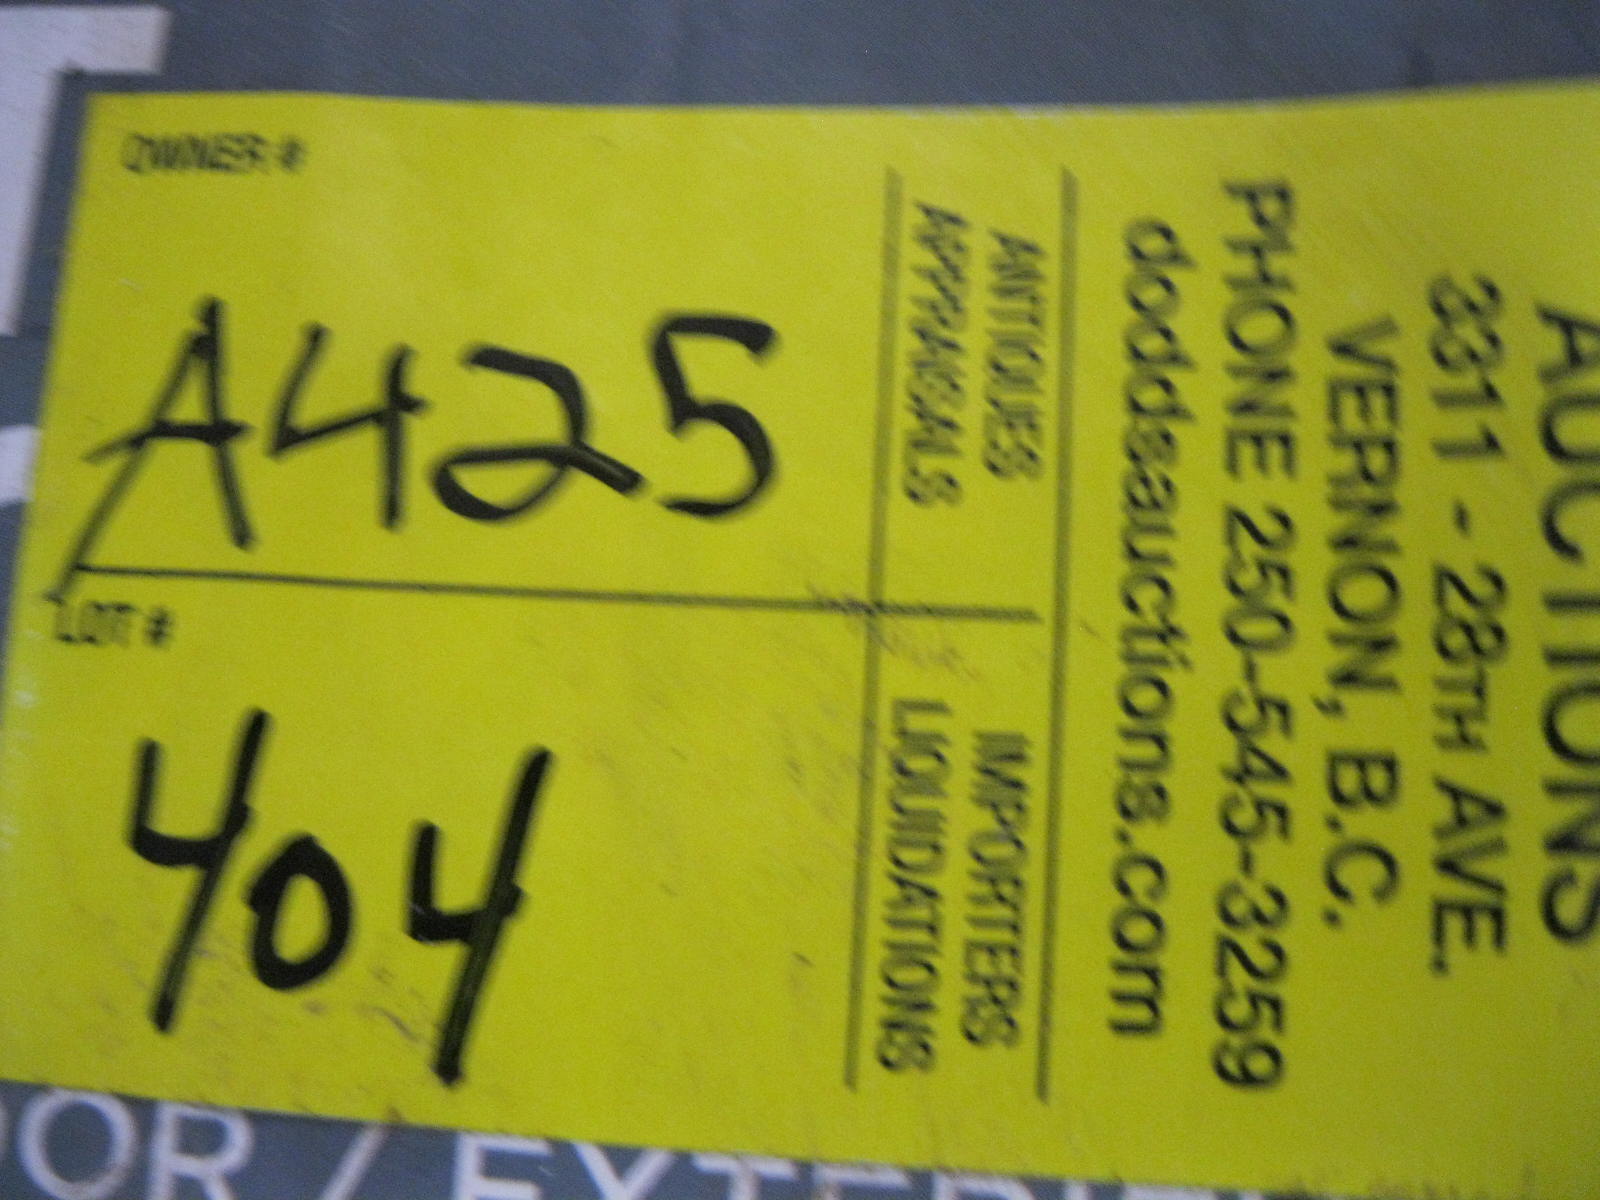 AUCTIONS
3311 - 28TH AVE.
VERNON, B.C.
PHONE 250-545-3259
doddsauctions.com
ANTIQUES
APPRAISALS
IMPORTERS
LIQUIDATIONS
OWNER #
A425
LOT #
404